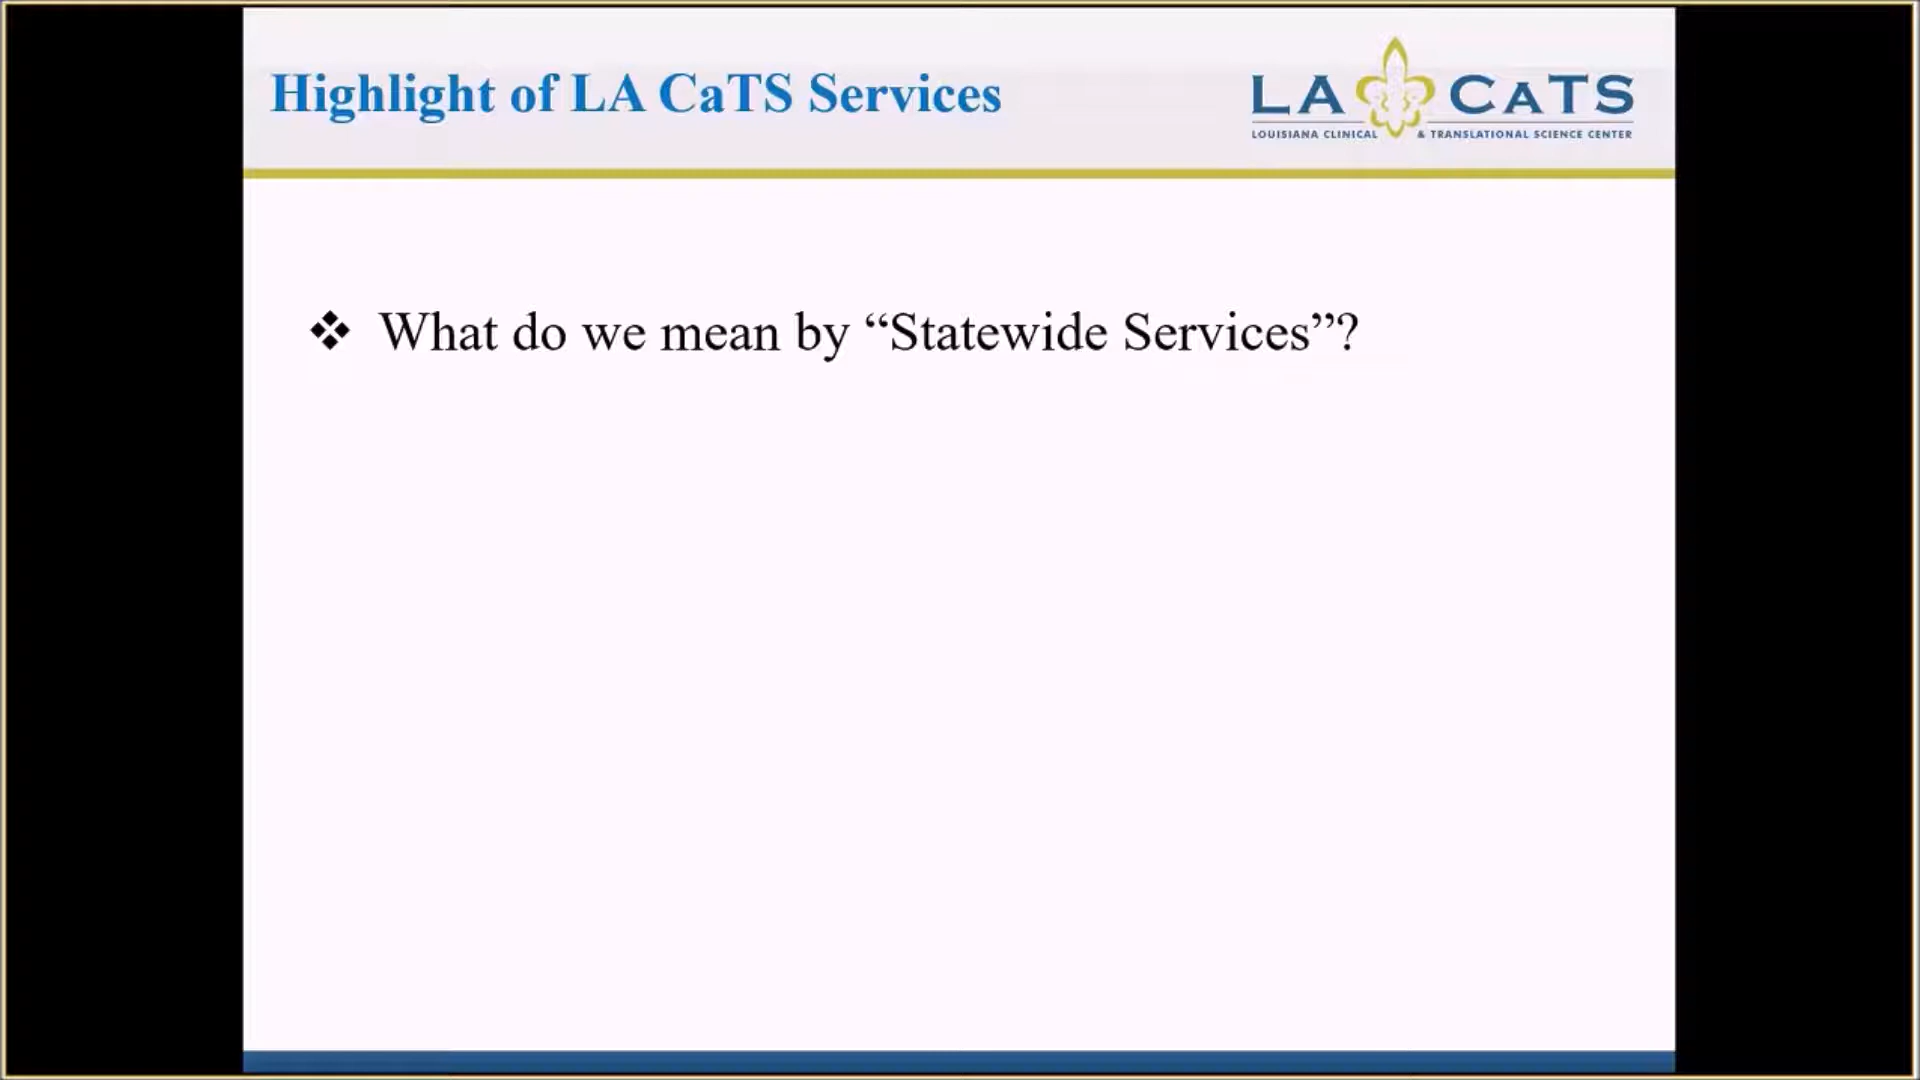 Highlight of LA CaTS Services
LA CATS
LOUISIANA CLINICAL & TRANSLATIONAL SCIENCE CENTER
❖ What do we mean by “Statewide Services”?